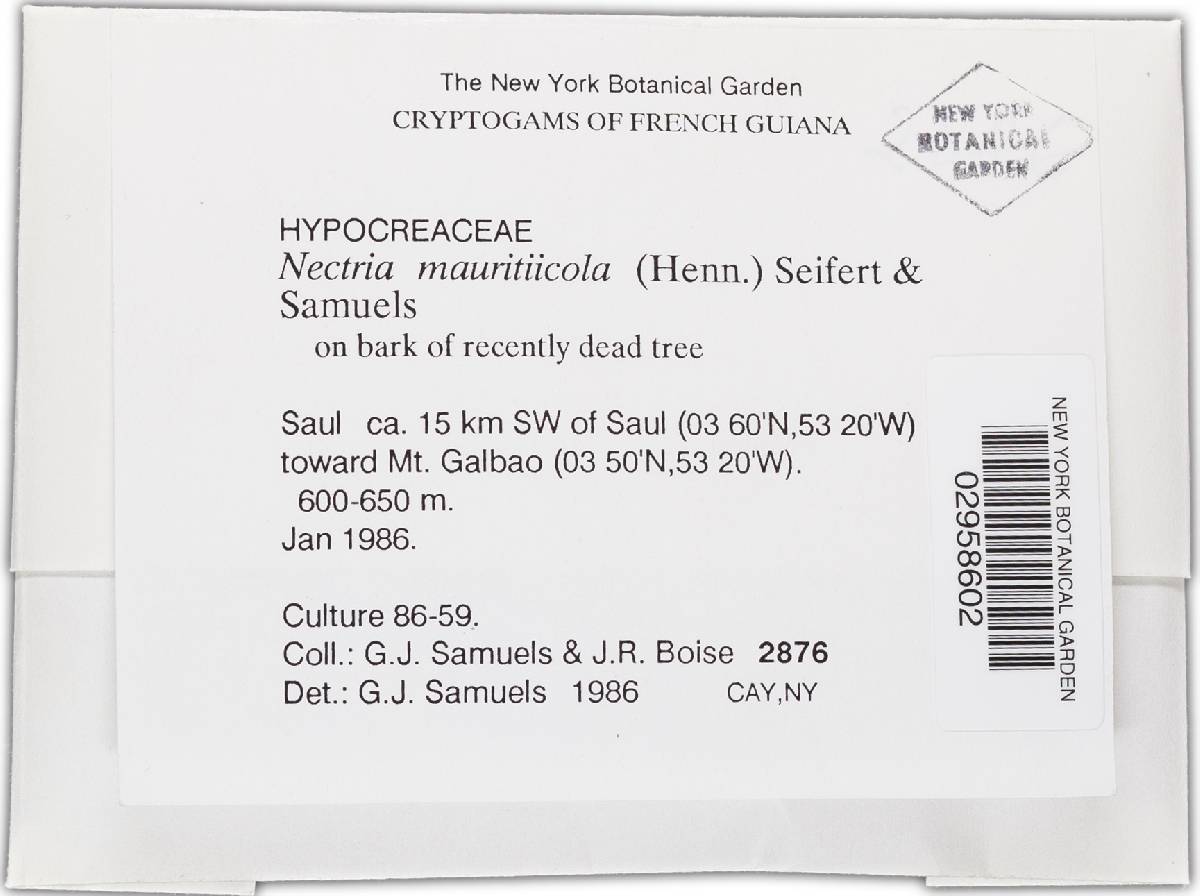 The New York Botanical Garden
CRYPTOGAMS OF FRENCH GUIANA
NEW YORK
BOTANICAL
GARDEN
HYPOCREACEAE
Nectria mauritiicola (Henn.) Seifert &
Samuels
on bark of recently dead tree
Saul ca. 15 km SW of Saul (03 60'N,53 20'W)
toward Mt. Galbao (03 50'N,53 20'W).
600-650 m.
Jan 1986.
Culture 86-59.
Coll.: G.J. Samuels & J.R. Boise 2876
Det.: G.J. Samuels 1986 CAY,NY
NEW YORK BOTANICAL GARDEN
02958602